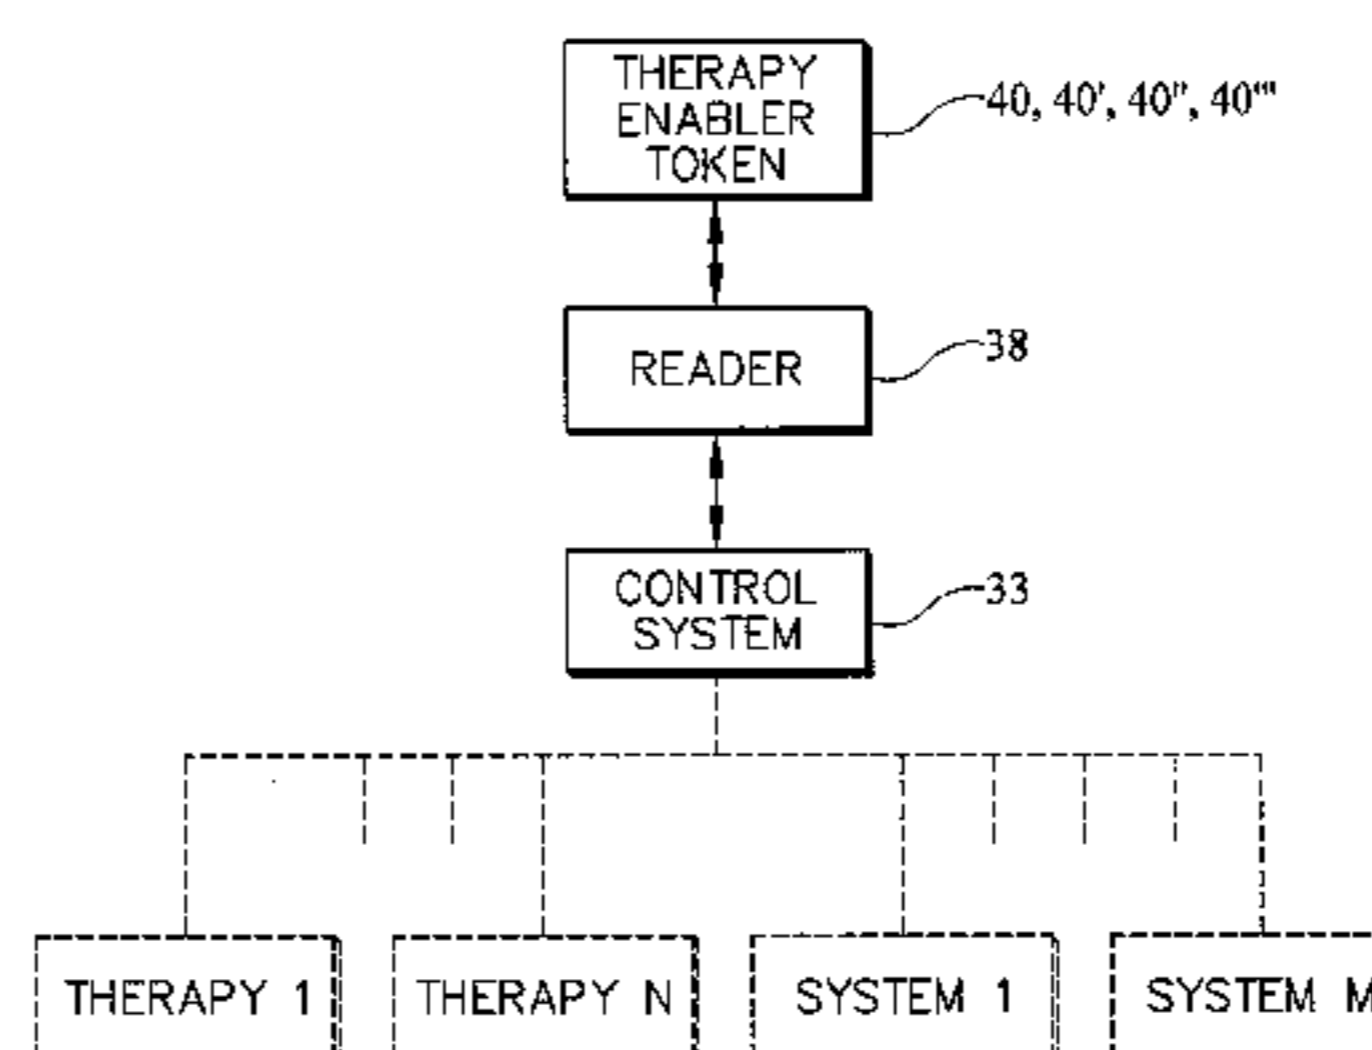 THERAPY
ENABLER
TOKEN
40, 40', 40", 40'"
READER
38
CONTROL
SYSTEM
33
THERAPY 1
THERAPY N
SYSTEM 1
SYSTEM M